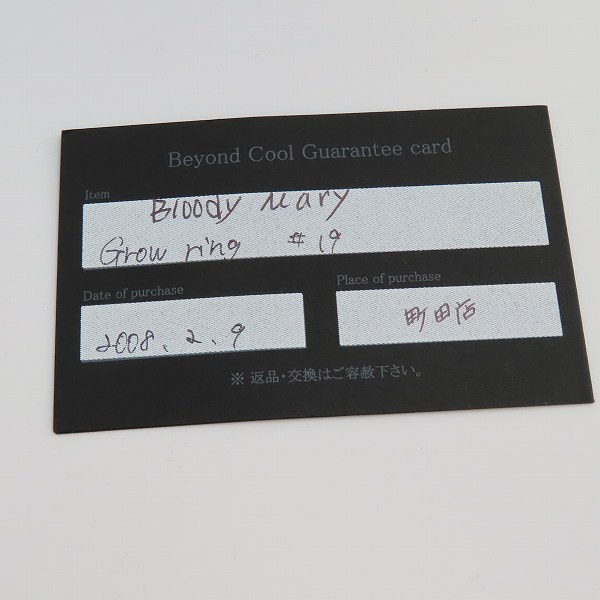 Beyond Cool Guarantee card
Item
Bloody Mary
Grow ring #19
Date of purchase
Place of purchase
2008. 2. 9
町田店
※ 返品・交換はご容赦下さい。